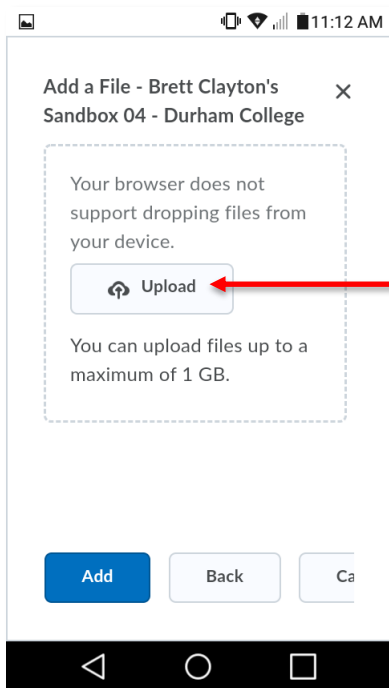 11:12 AM
Add a File - Brett Clayton's
Sandbox 04 - Durham College
Your browser does not
support dropping files from
your device.
Upload
You can upload files up to a
maximum of 1 GB.
Add Back Ca